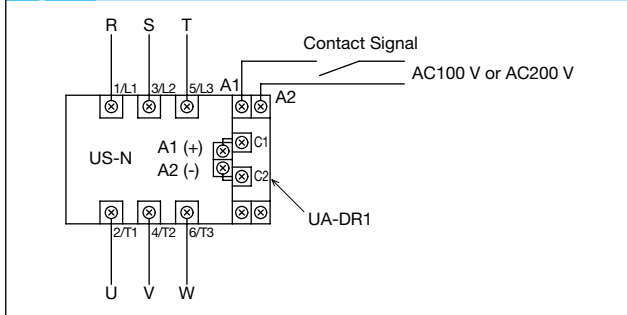 R S T
Contact Signal
1/L1 3/L2 5/L3 A1 A2
AC100 V or AC200 V
US-N
A1 (+)
A2 (-)
C1
C2
UA-DR1
2/T1 4/T2 6/T3
U V W